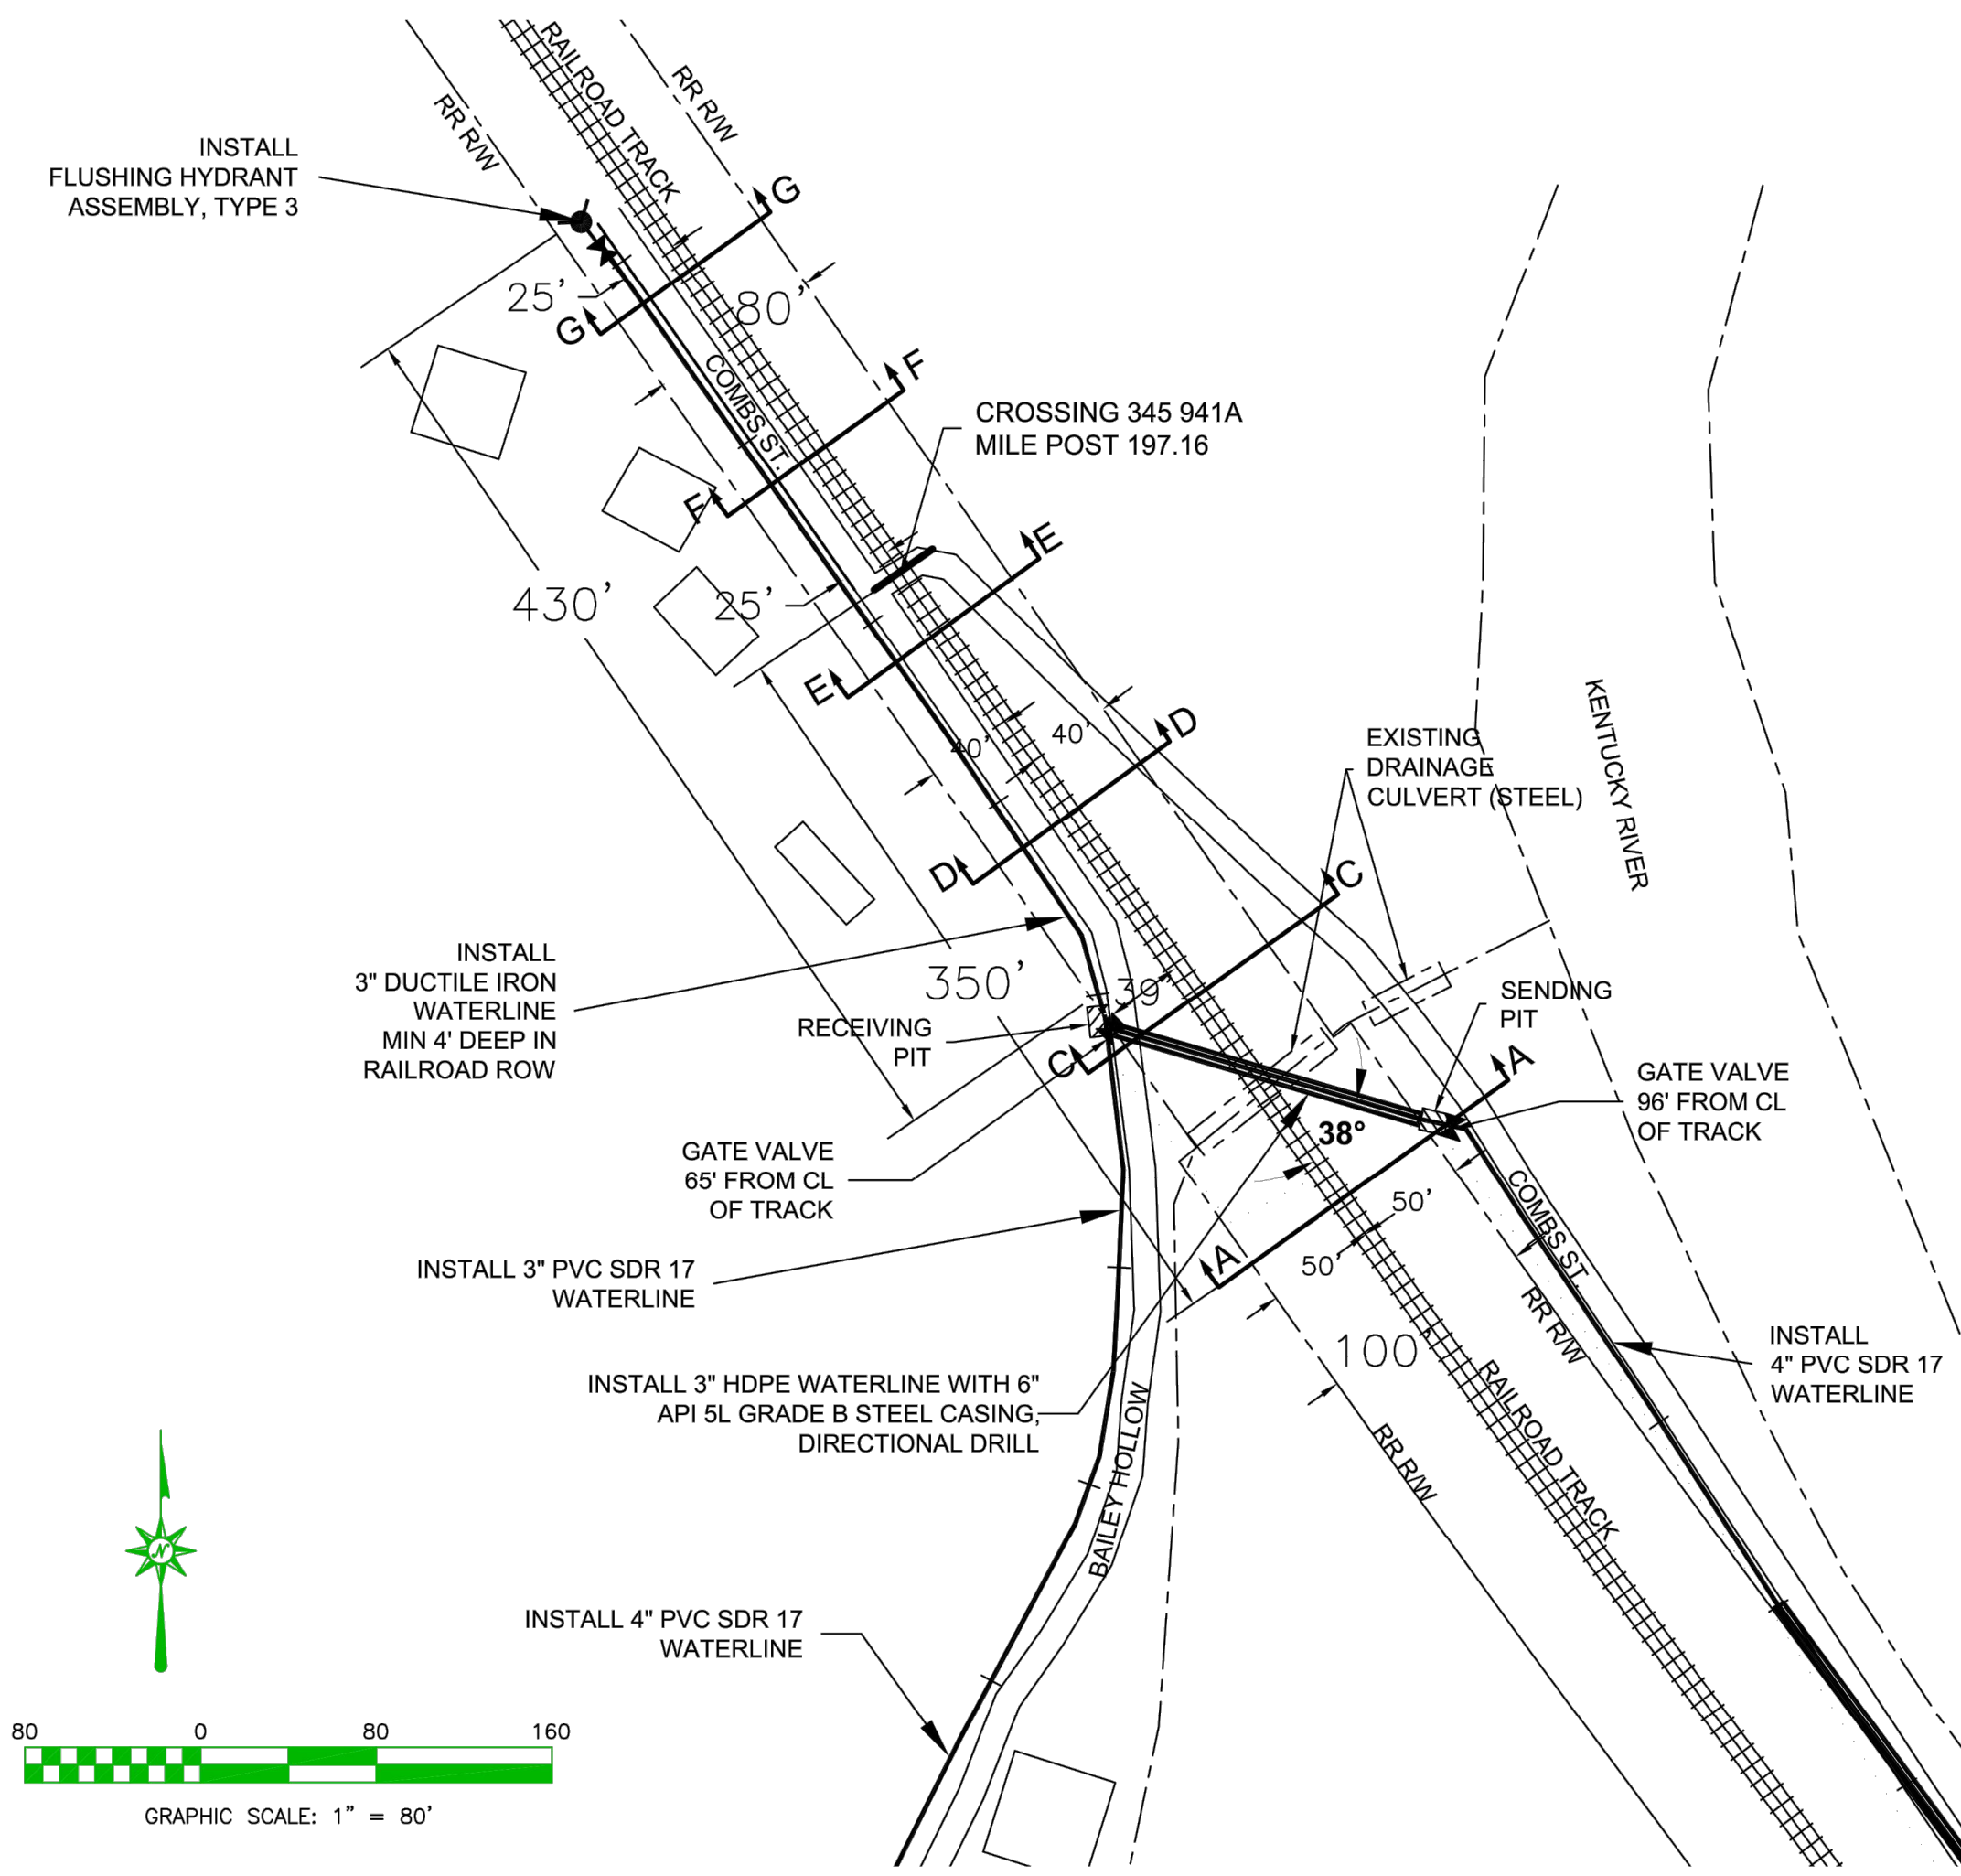 RAILROAD TRACK
RR R/W
RR R/W
INSTALL
FLUSHING HYDRANT
ASSEMBLY, TYPE 3
G
25'
80'
G
COMBS ST.
F
CROSSING 345 941A
MILE POST 197.16
F
E
430'
25'
E
40'
40'
D
EXISTING
DRAINAGE
CULVERT (STEEL)
KENTUCKY RIVER
D
C
INSTALL
3" DUCTILE IRON
WATERLINE
MIN 4' DEEP IN
RAILROAD ROW
350'
39'
SENDING
PIT
RECEIVING
PIT
C
A
GATE VALVE
96' FROM CL
OF TRACK
38°
GATE VALVE
65' FROM CL
OF TRACK
COMBS ST.
50'
50'
A
INSTALL 3" PVC SDR 17
WATERLINE
RR R/W
100'
INSTALL
4" PVC SDR 17
WATERLINE
INSTALL 3" HDPE WATERLINE WITH 6"
API 5L GRADE B STEEL CASING,
DIRECTIONAL DRILL
BAILEY HOLLOW
RR R/W
RAILROAD TRACK
N
INSTALL 4" PVC SDR 17
WATERLINE
80 0 80 160
GRAPHIC SCALE: 1" = 80'